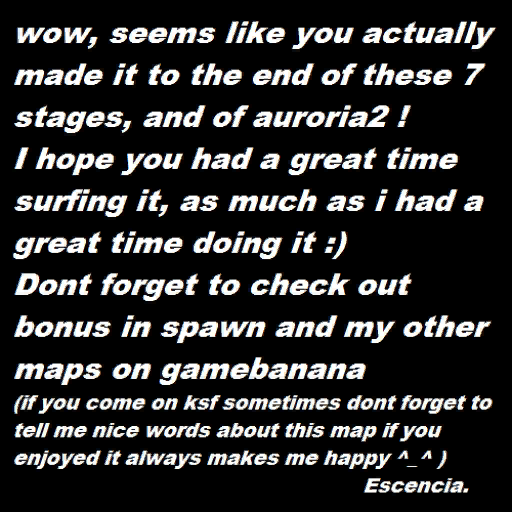 wow, seems like you actually
made it to the end of these 7
stages, and of auroria2 !
I hope you had a great time
surfing it, as much as i had a
great time doing it :)
Dont forget to check out
bonus in spawn and my other
maps on gamebanana
(if you come on ksf sometimes dont forget to
tell me nice words about this map if you
enjoyed it always makes me happy ^_^ )
Escencia.